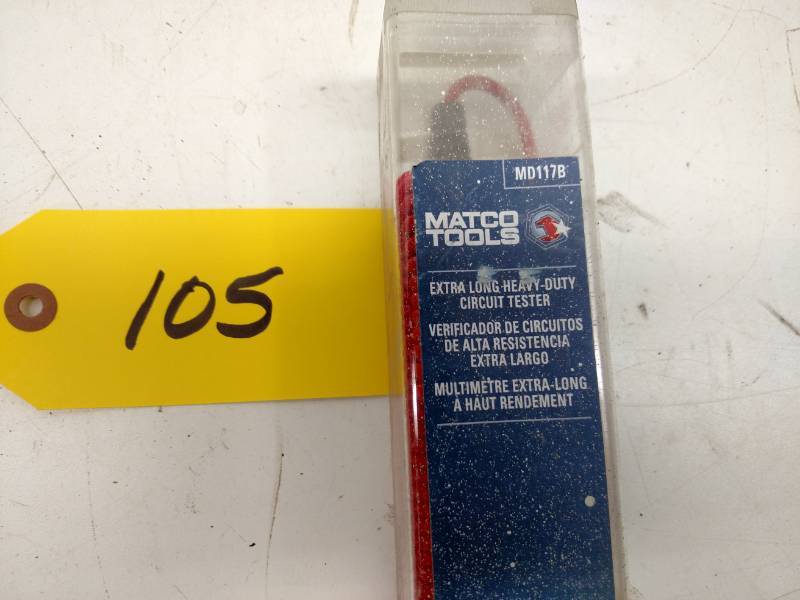 105
MD117B
MATCO
TOOLS
EXTRA LONG HEAVY-DUTY
CIRCUIT TESTER
VERIFICADOR DE CIRCUITOS
DE ALTA RESISTENCIA
EXTRA LARGO
MULTIMETRE EXTRA-LONG
À HAUT RENDEMENT